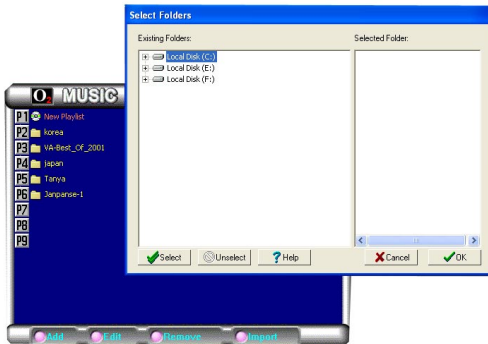 Select Folders
Existing Folders:
Selected Folder:
Local Disk (C:)
Local Disk (E:)
Local Disk (F:)
Select
Unselect
? Help
Cancel
OK
O2 MUSIC
P1 New Playlist
P2 korea
P3 VA-Best_Of_2001
P4 japan
P5 Tanya
P6 Janpanse-1
P7
P8
P9
Add
Edit
Remove
Import